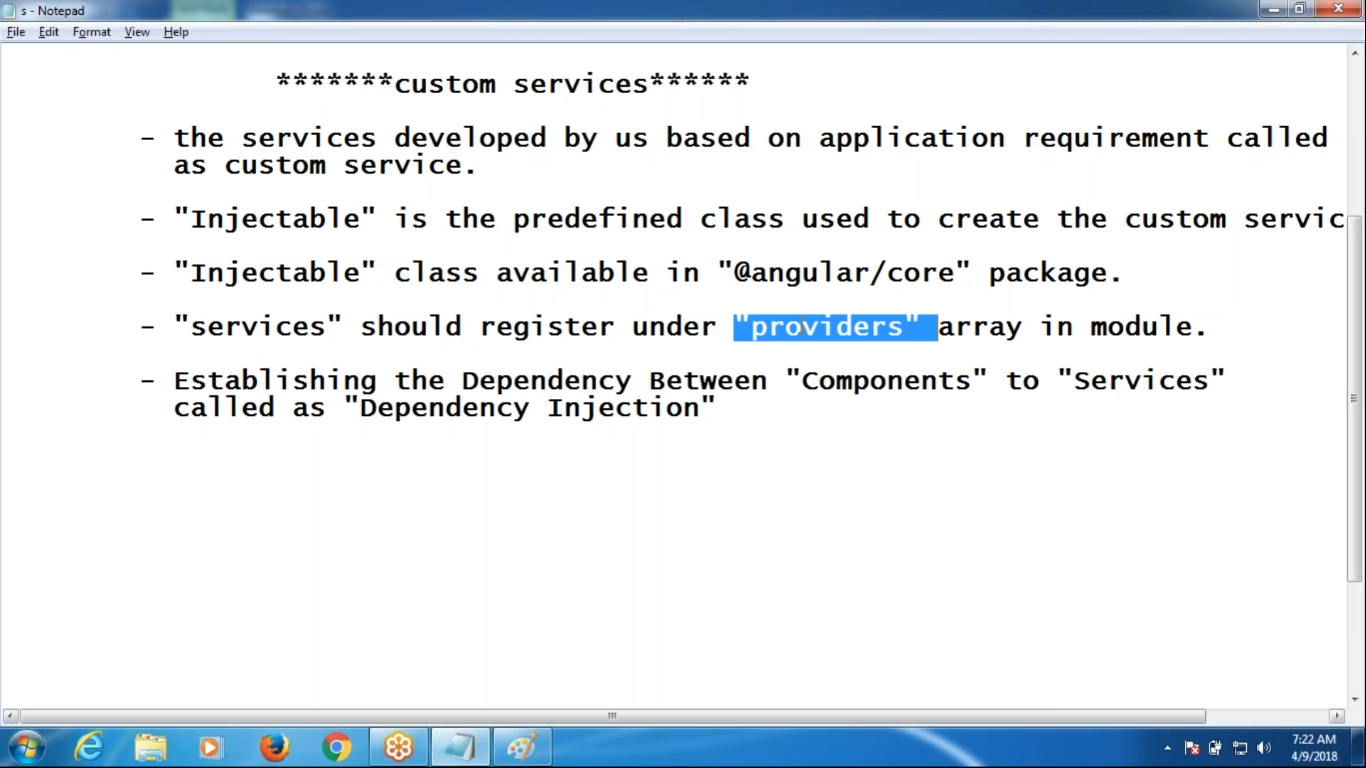 s - Notepad
File Edit Format View Help
*******custom services******
- the services developed by us based on application requirement called
as custom service.
- "Injectable" is the predefined class used to create the custom servic
- "Injectable" class available in "@angular/core" package.
- "services" should register under "providers" array in module.
- Establishing the Dependency Between "Components" to "Services"
called as "Dependency Injection"
7:22 AM
4/9/2018